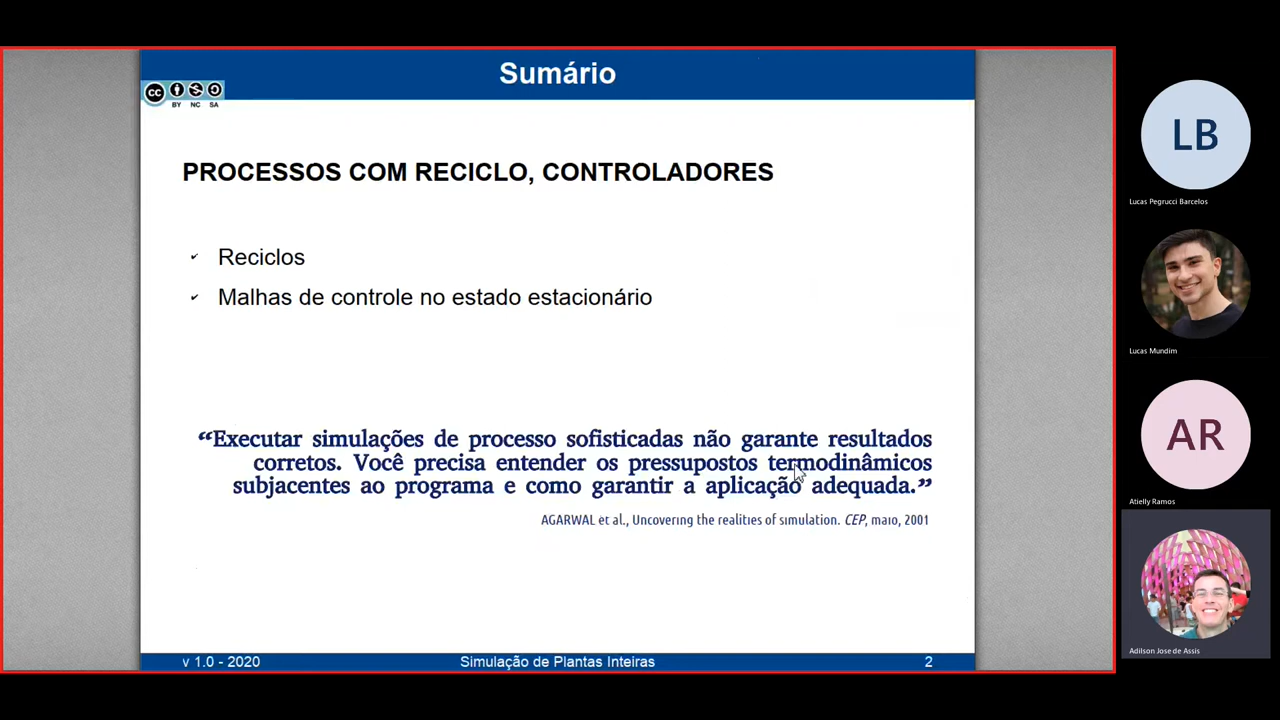 Sumário
cc
BY NC SA
PROCESSOS COM RECICLO, CONTROLADORES
✔ Reciclos
✔ Malhas de controle no estado estacionário
“Executar simulações de processo sofisticadas não garante resultados
corretos. Você precisa entender os pressupostos termodinâmicos
subjacentes ao programa e como garantir a aplicação adequada.”
AGARWAL et al., Uncovering the realities of simulation. CEP, maio, 2001
v 1.0 - 2020 Simulação de Plantas Inteiras 2
LB
Lucas Pegrucci Barcelos
Lucas Mundim
AR
Atielly Ramos
Adilson Jose de Assis